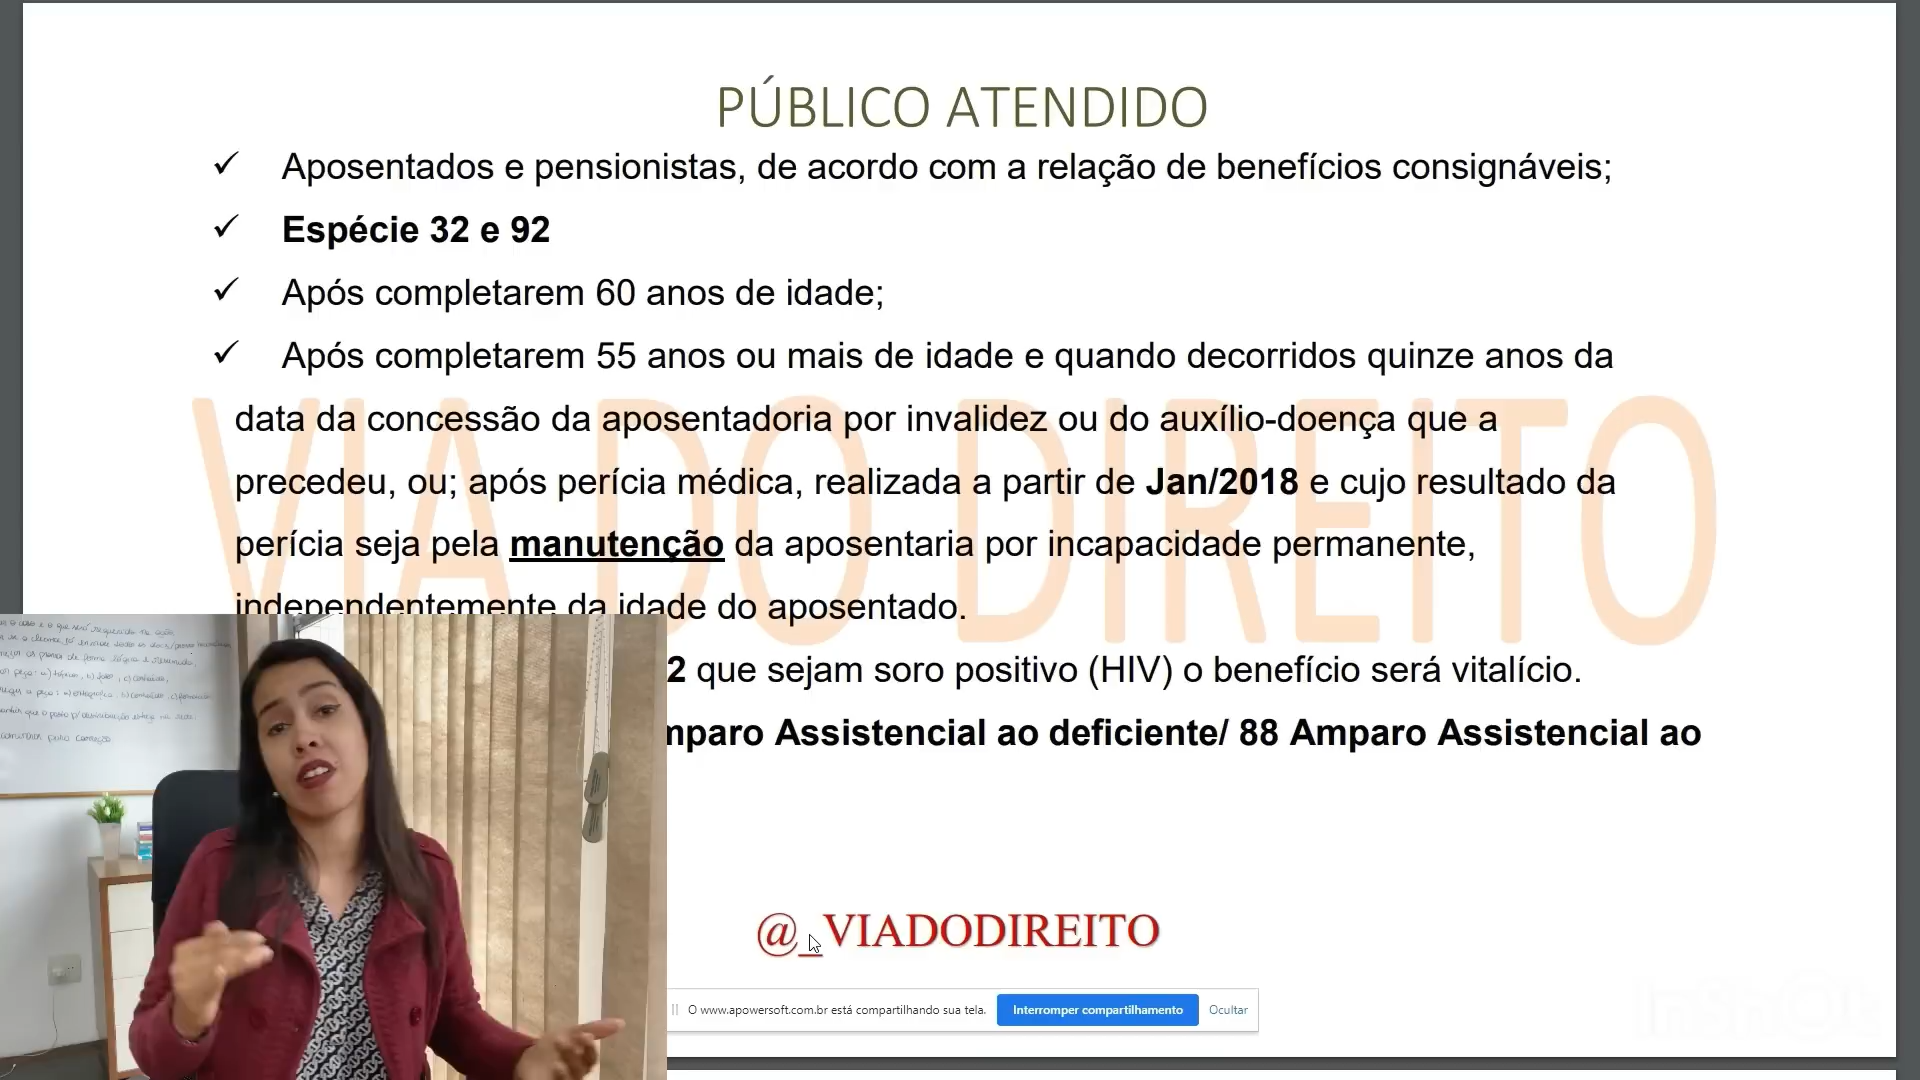 PÚBLICO ATENDIDO
✓ Aposentados e pensionistas, de acordo com a relação de benefícios consignáveis;
✓ Espécie 32 e 92
✓ Após completarem 60 anos de idade;
✓ Após completarem 55 anos ou mais de idade e quando decorridos quinze anos da
data da concessão da aposentadoria por invalidez ou do auxílio-doença que a
precedeu, ou; após perícia médica, realizada a partir de Jan/2018 e cujo resultado da
perícia seja pela manutenção da aposentaria por incapacidade permanente,
independentemente da idade do aposentado.
2 que sejam soro positivo (HIV) o benefício será vitalício.
mparo Assistencial ao deficiente/ 88 Amparo Assistencial ao
VIA DO DIREITO
@_VIADODIREITO
O www.apowersoft.com.br está compartilhando sua tela.
Interromper compartilhamento
Ocultar